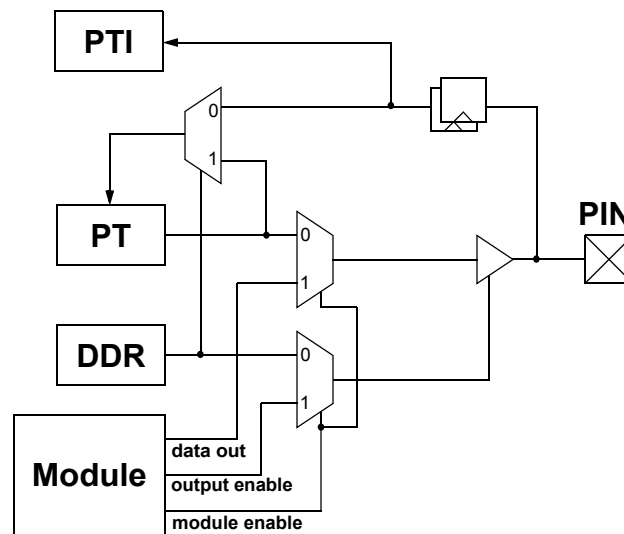 PTI
0
1
PIN
PT
0
1
DDR
0
1
data out
Module
output enable
module enable